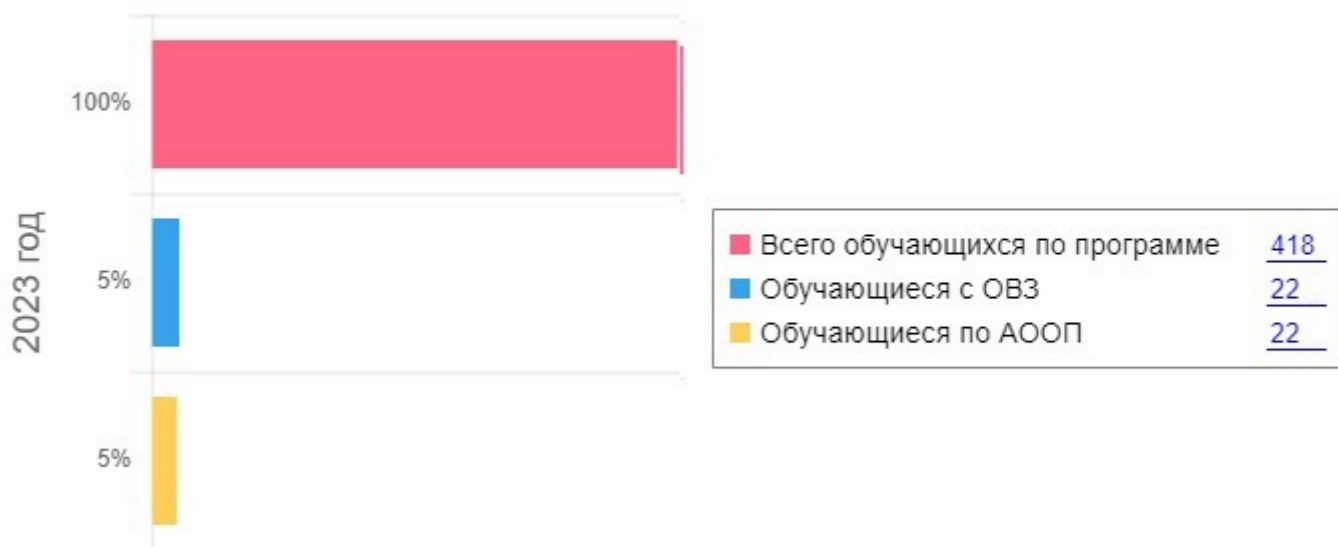 2023 год
100%
5%
5%
Всего обучающихся по программе 418
Обучающиеся с ОВЗ 22
Обучающиеся по АООП 22